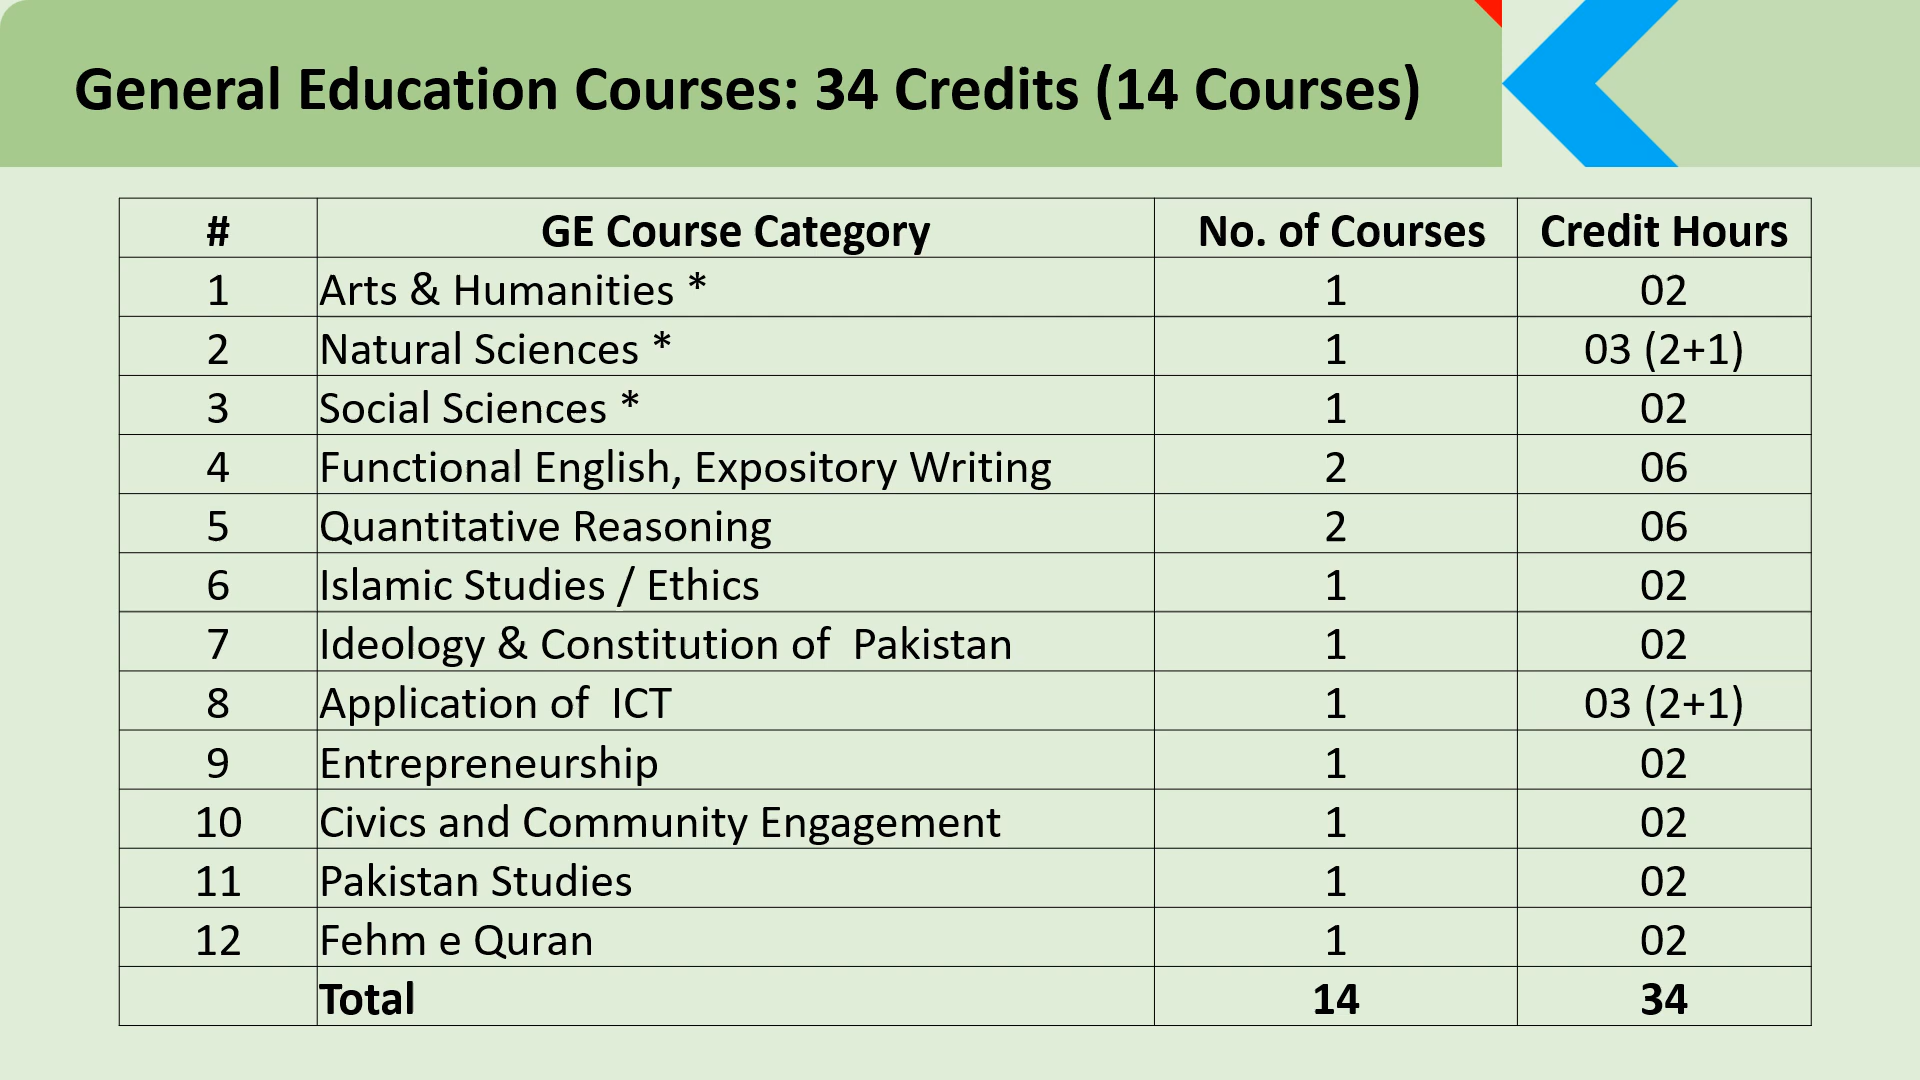 General Education Courses: 34 Credits (14 Courses)
# GE Course Category No. of Courses Credit Hours
1 Arts & Humanities * 1 02
2 Natural Sciences * 1 03 (2+1)
3 Social Sciences * 1 02
4 Functional English, Expository Writing 2 06
5 Quantitative Reasoning 2 06
6 Islamic Studies / Ethics 1 02
7 Ideology & Constitution of  Pakistan 1 02
8 Application of  ICT 1 03 (2+1)
9 Entrepreneurship 1 02
10 Civics and Community Engagement 1 02
11 Pakistan Studies 1 02
12 Fehm e Quran 1 02
Total 14 34